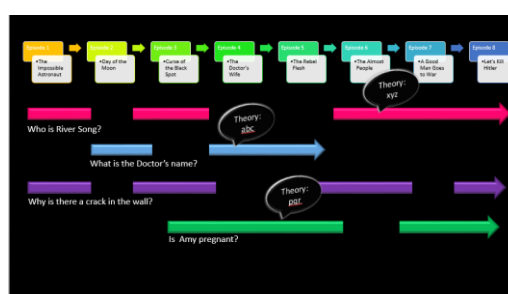 Episode 1
Episode 2
Episode 3
Episode 4
Episode 5
Episode 6
Episode 7
Episode 8
•The
Impossible
Astronaut
•Day of the
Moon
•Curse of
the Black
Spot
•The
Doctor's
Wife
•The Rebel
Flesh
•The Almost
People
•A Good
Man Goes
to War
•Let's Kill
Hitler
Theory:
xyz
Theory:
abc
Who is River Song?
What is the Doctor's name?
Theory:
pqr
Why is there a crack in the wall?
Is Amy pregnant?